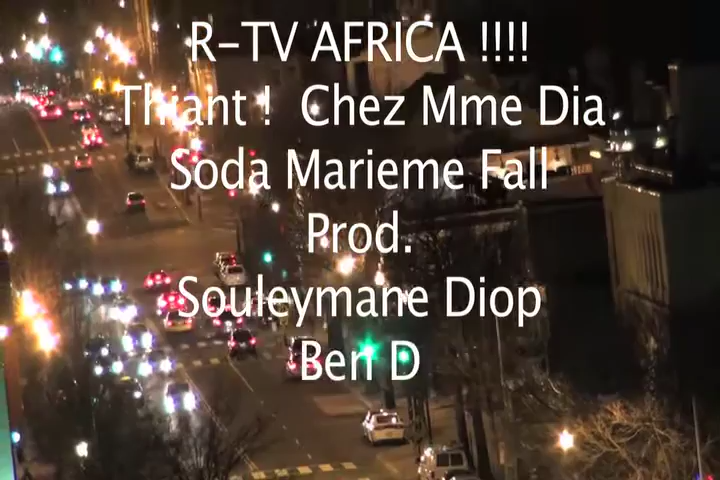 R-TV AFRICA !!!!
Thiant ! Chez Mme Dia
Soda Marieme Fall
Prod.
Souleymane Diop
Ben D